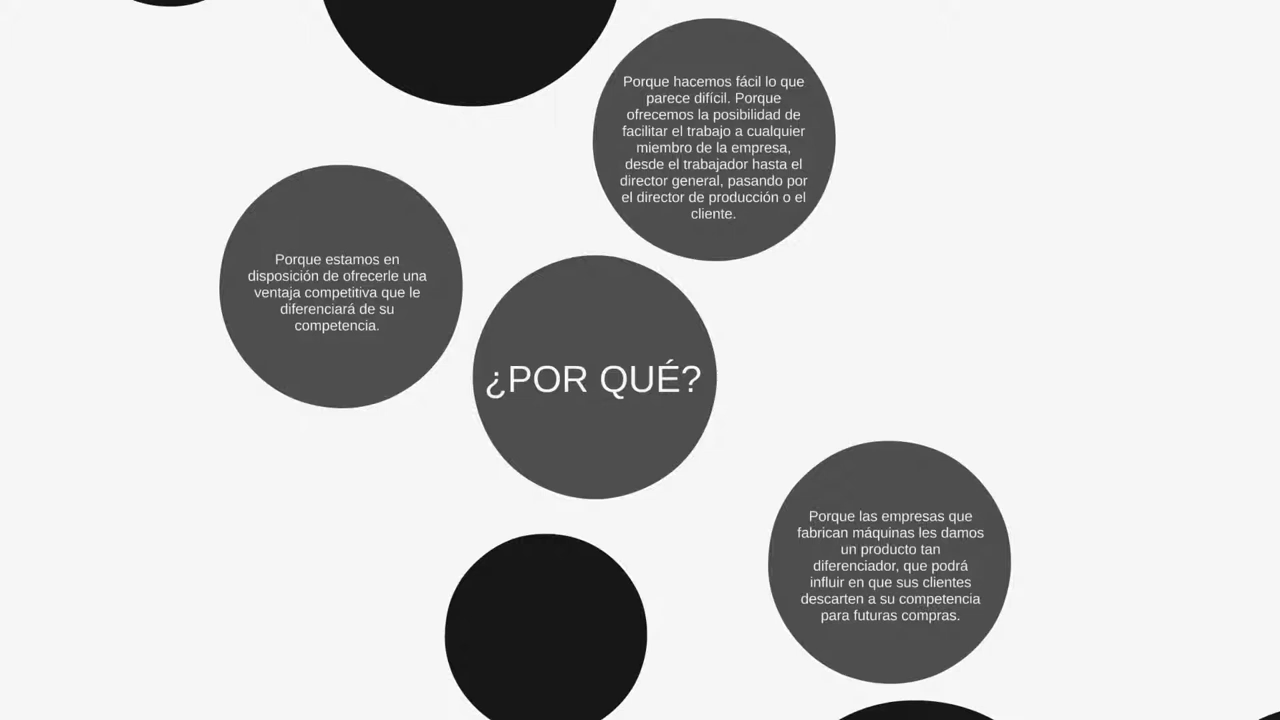 Porque hacemos fácil lo que
parece difícil. Porque
ofrecemos la posibilidad de
facilitar el trabajo a cualquier
miembro de la empresa,
desde el trabajador hasta el
director general, pasando por
el director de producción o el
cliente.
Porque estamos en
disposición de ofrecerle una
ventaja competitiva que le
diferenciará de su
competencia.
¿POR QUÉ?
Porque las empresas que
fabrican máquinas les damos
un producto tan
diferenciador, que podrá
influir en que sus clientes
descarten a su competencia
para futuras compras.